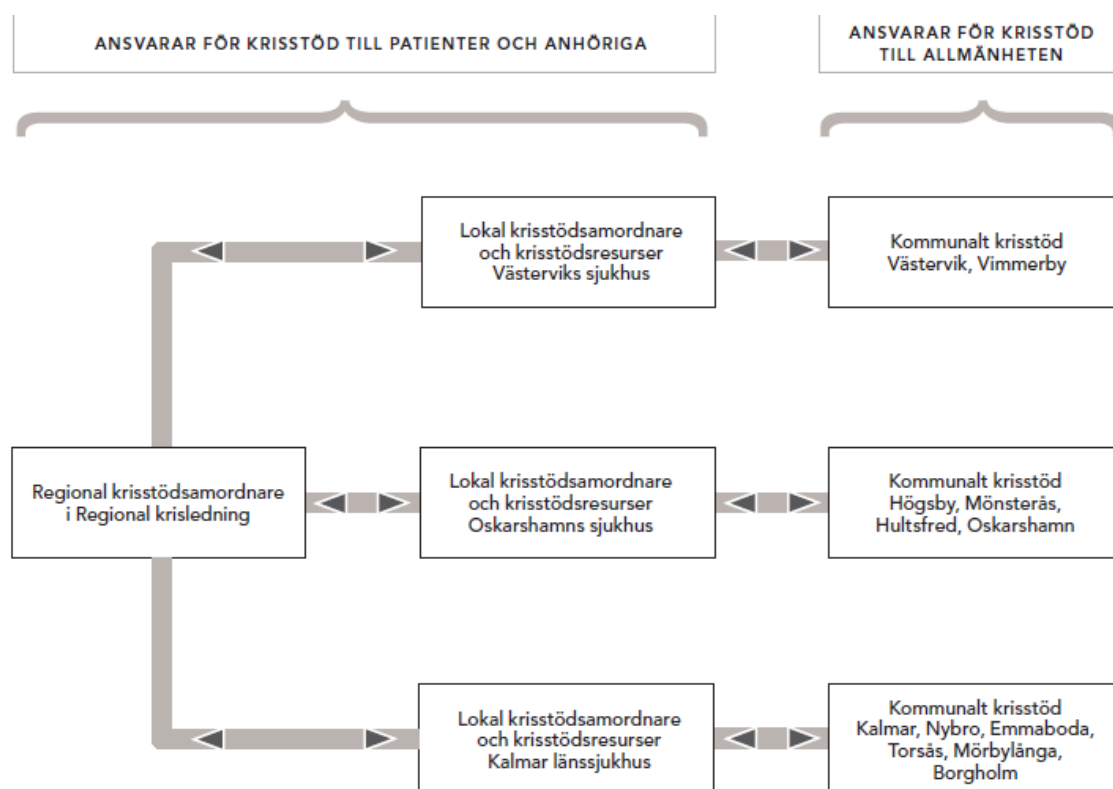 ANSVARAR FÖR KRISSTÖD TILL PATIENTER OCH ANHÖRIGA
ANSVARAR FÖR KRISSTÖD
TILL ALLMÄNHETEN
Lokal krisstödsamordnare
och krisstödsresurser
Västerviks sjukhus
Kommunalt krisstöd
Västervik, Vimmerby
Regional krisstödsamordnare
i Regional krisledning
Lokal krisstödsamordnare
och krisstödsresurser
Oskarshamns sjukhus
Kommunalt krisstöd
Högsby, Mönsterås,
Hultsfred, Oskarshamn
Lokal krisstödsamordnare
och krisstödsresurser
Kalmar länssjukhus
Kommunalt krisstöd
Kalmar, Nybro, Emmaboda,
Torsås, Mörbylånga,
Borgholm